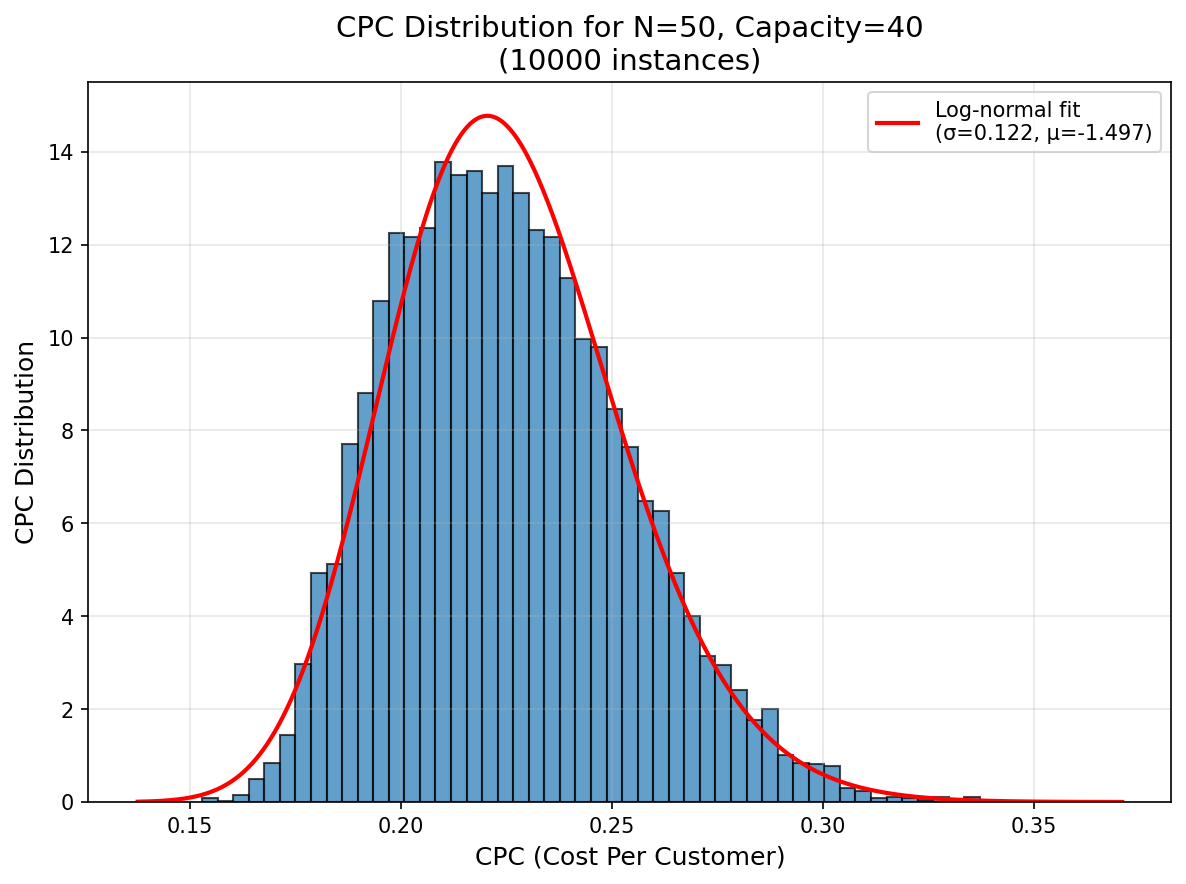 CPC Distribution for N=50, Capacity=40
(10000 instances)
Log-normal fit
(σ=0.122, μ=-1.497)
CPC Distribution
14
12
10
8
6
4
2
0
0.15
0.20
0.25
0.30
0.35
CPC (Cost Per Customer)